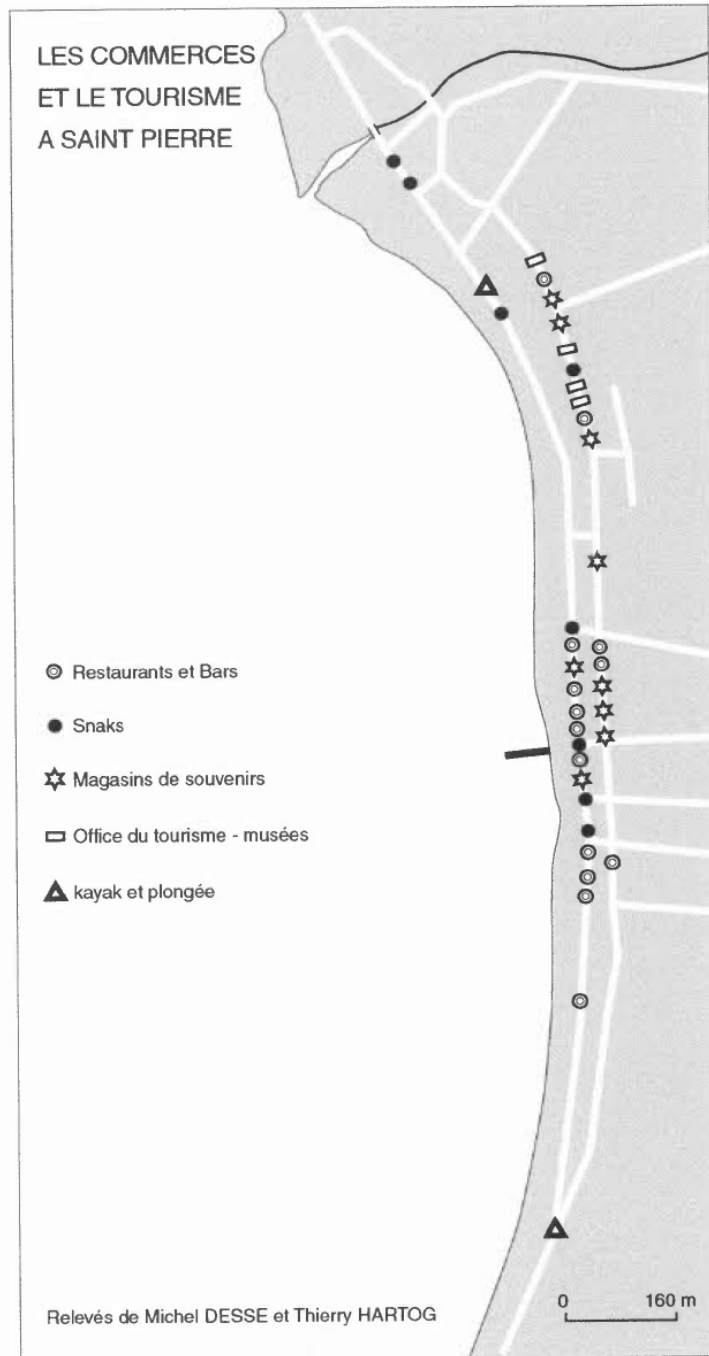 LES COMMERCES
ET LE TOURISME
A SAINT PIERRE
Restaurants et Bars
Snaks
Magasins de souvenirs
Office du tourisme - musées
kayak et plongée
Relevés de Michel DESSE et Thierry HARTOG
0 160 m